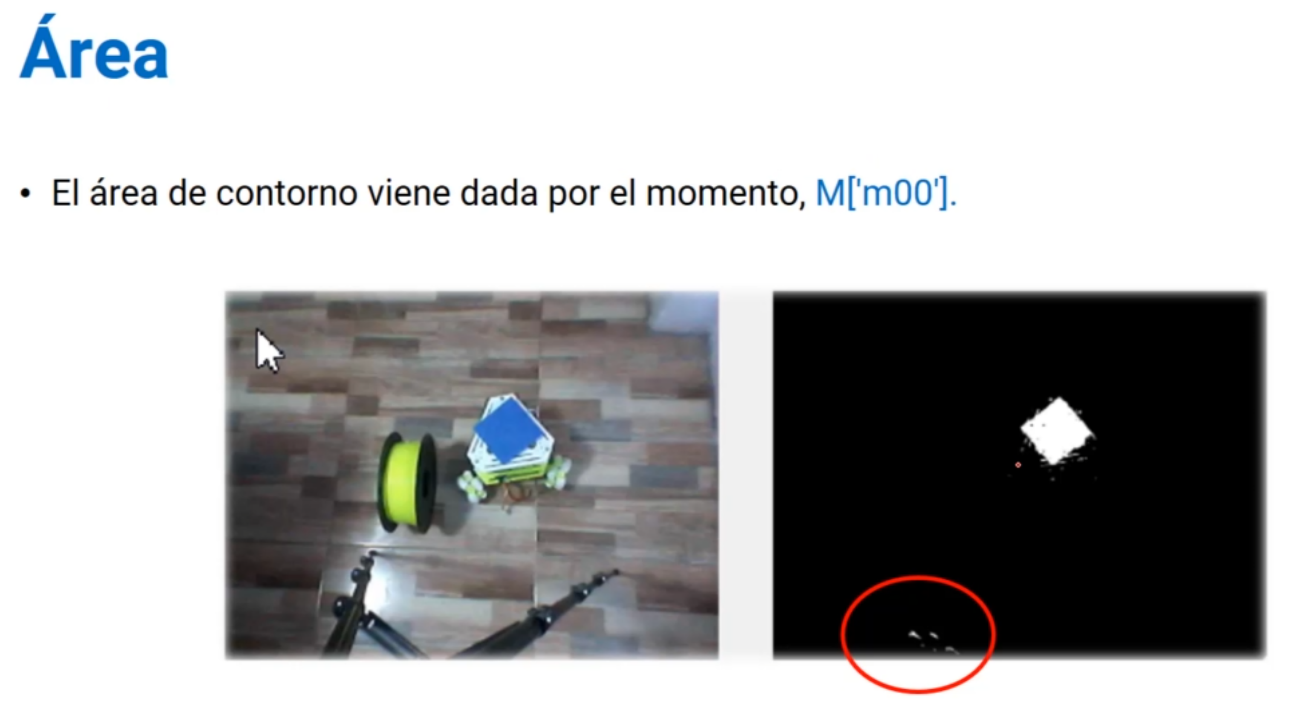 Área
• El área de contorno viene dada por el momento, M['m00'].